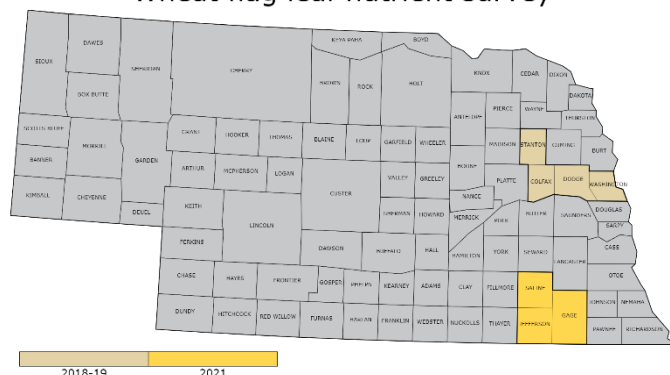 Wheat flag leaf nutrient survey
KEYA PAHA BOYD
DAWES
SIOUX SHERIDAN CHERRY KNOX CEDAR DIXON
BROWN ROCK HOLT
BOX BUTTE DAKOTA
PIERCE WAYNE THURSTON
ANTELOPE
SCOTTS BLUFF GRANT HOOKER THOMAS BLAINE LOUP GARFIELD WHEELER MADISON STANTON CUMING BURT
MORRILL
BANNER GARDEN ARTHUR MCPHERSON LOGAN BOONE
VALLEY GREELEY PLATTE COLFAX DODGE WASHINGTON
KIMBALL CHEYENNE CUSTER NANCE
DEUEL KEITH SHERMAN HOWARD MERRICK POLK BUTLER SAUNDERS DOUGLAS
LINCOLN SARPY
PERKINS DAWSON BUFFALO HALL HAMILTON YORK SEWARD LANCASTER CASS
OTOE
CHASE HAYES FRONTIER GOSPER PHELPS KEARNEY ADAMS CLAY FILLMORE SALINE
JOHNSON NEMAHA
DUNDY HITCHCOCK RED WILLOW FURNAS HARLAN FRANKLIN WEBSTER NUCKOLLS THAYER JEFFERSON GAGE PAWNEE RICHARDSON
2018-19 2021